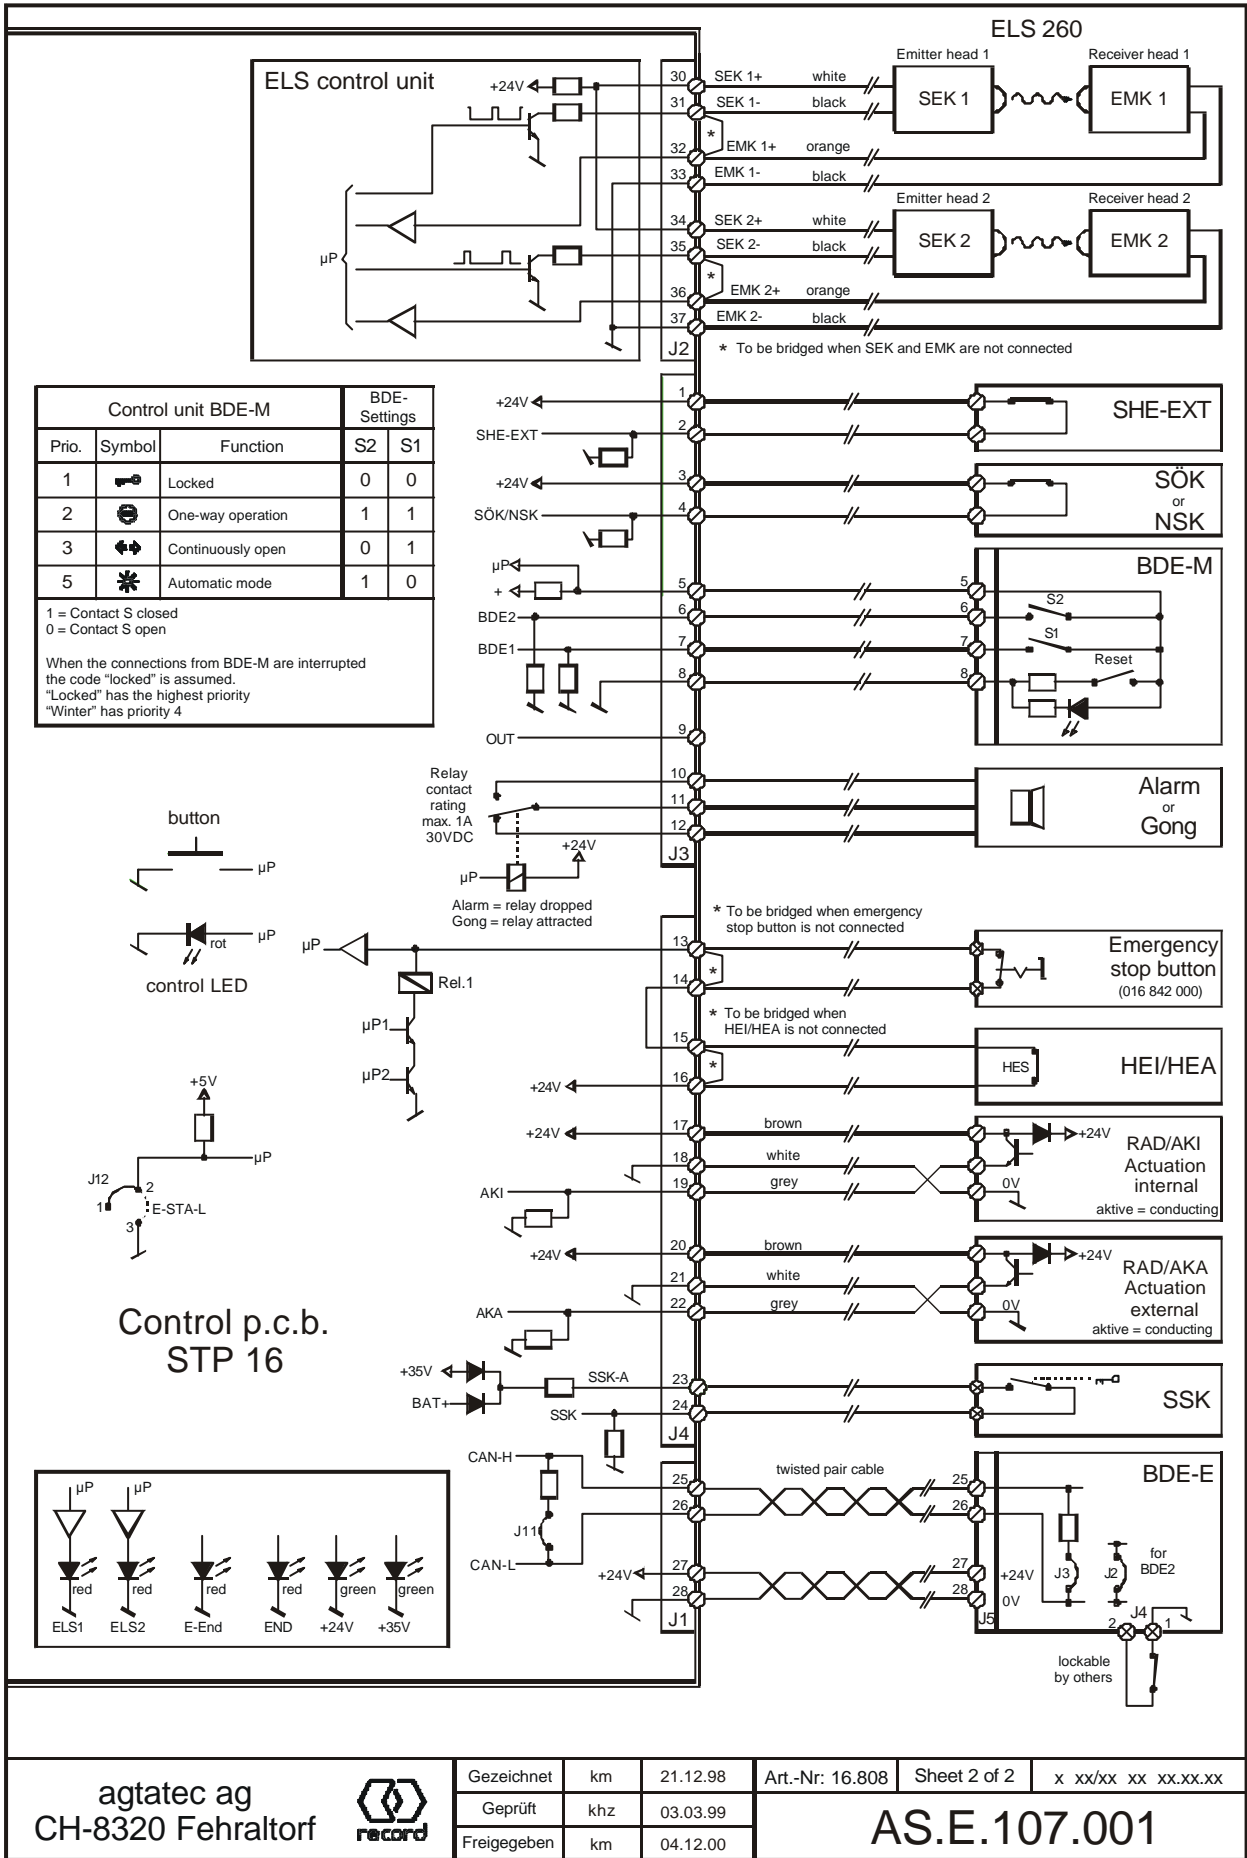 ELS 260
ELS control unit
+24V
µP
30 SEK 1+ white
31 SEK 1- black
*
32 EMK 1+ orange
33 EMK 1- black
34 SEK 2+ white
35 SEK 2- black
*
36 EMK 2+ orange
37 EMK 2- black
J2
Emitter head 1
Receiver head 1
SEK 1
EMK 1
Emitter head 2
Receiver head 2
SEK 2
EMK 2
* To be bridged when SEK and EMK are not connected
Control unit BDE-M
BDE-
Settings
Prio. Symbol Function S2 S1
1 Locked 0 0
2 One-way operation 1 1
3 Continuously open 0 1
5 Automatic mode 1 0
1 = Contact S closed
0 = Contact S open
When the connections from BDE-M are interrupted
the code “locked” is assumed.
“Locked” has the highest priority
“Winter” has priority 4
+24V 1
SHE-EXT 2
SHE-EXT
+24V 3
SÖK/NSK 4
SÖK
or
NSK
µP
+ 5 5
BDE2 6 6
BDE1 7 7
8 8
BDE-M
S2
S1
Reset
OUT 9
Relay
contact
rating
max. 1A
30VDC
10
11
12
J3
+24V
µP
Alarm = relay dropped
Gong = relay attracted
Alarm
or
Gong
button
µP
rot
µP
control LED
* To be bridged when emergency
stop button is not connected
µP
13
*
14
Rel.1
µP1
µP2
Emergency
stop button
(016 842 000)
* To be bridged when
HEI/HEA is not connected
15
*
+24V 16
HES
HEI/HEA
+5V
µP
J12
1
2
3
E-STA-L
+24V 17 brown
18 white
AKI 19 grey
+24V
0V
RAD/AKI
Actuation
internal
aktive = conducting
+24V 20 brown
21 white
AKA 22 grey
+24V
0V
RAD/AKA
Actuation
external
aktive = conducting
Control p.c.b.
STP 16
+35V
BAT+
SSK-A 23
SSK 24
J4
SSK
CAN-H
25 twisted pair cable 25
26 26
J11
CAN-L
+24V 27 27 +24V
28 28 0V
J1
J5
BDE-E
J3
J2
for
BDE2
J4
2 1
lockable
by others
µP µP
red red red red green green
ELS1 ELS2 E-End END +24V +35V
agtatec ag
CH-8320 Fehraltorf
record
Gezeichnet km 21.12.98
Geprüft khz 03.03.99
Freigegeben km 04.12.00
Art.-Nr: 16.808 Sheet 2 of 2 x xx/xx xx xx.xx.xx
AS.E.107.001